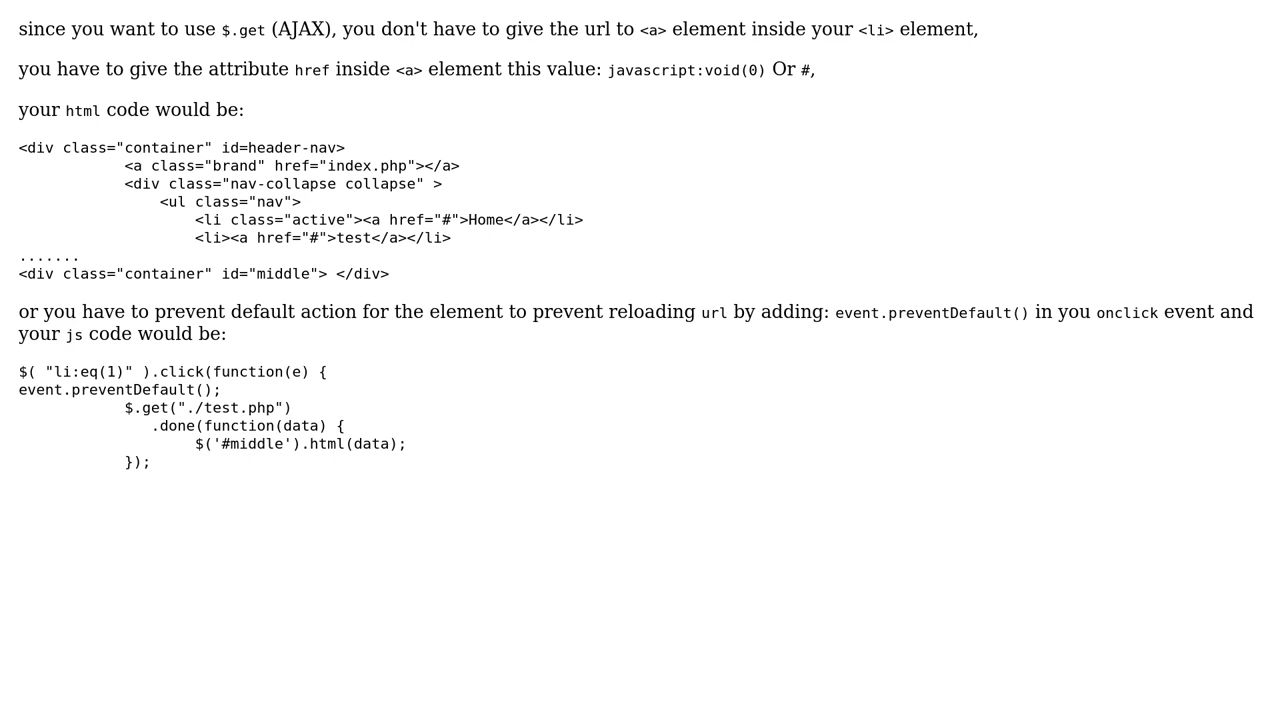 since you want to use $.get (AJAX), you don't have to give the url to <a> element inside your <li> element,
you have to give the attribute href inside <a> element this value: javascript:void(0) Or #,
your html code would be:
<div class="container" id=header-nav>
            <a class="brand" href="index.php"></a>
            <div class="nav-collapse collapse" >
                <ul class="nav">
                    <li class="active"><a href="#">Home</a></li>
                    <li><a href="#">test</a></li>
.......
<div class="container" id="middle"> </div>
or you have to prevent default action for the element to prevent reloading url by adding: event.preventDefault() in you onclick event and
your js code would be:
$( "li:eq(1)" ).click(function(e) {
event.preventDefault();
            $.get("./test.php")
               .done(function(data) {
                    $('#middle').html(data);
            });